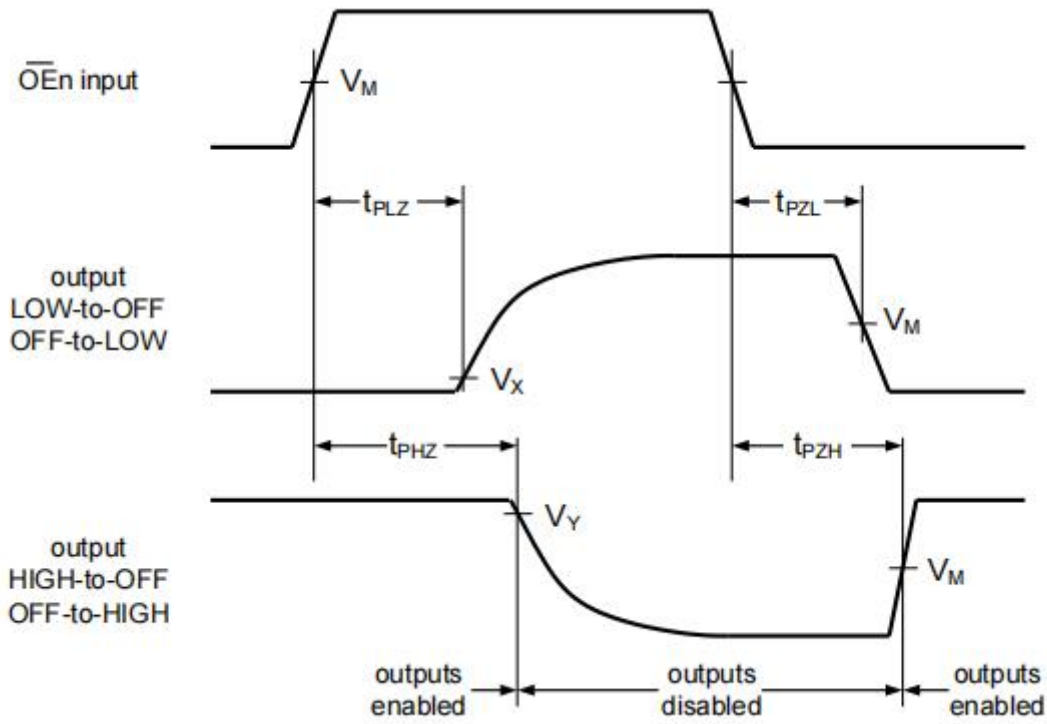 O̅E̅n input
V_M
t_PLZ
t_PZL
output
LOW-to-OFF
OFF-to-LOW
V_M
V_X
t_PHZ
t_PZH
output
HIGH-to-OFF
OFF-to-HIGH
V_Y
V_M
outputs
enabled
outputs
disabled
outputs
enabled